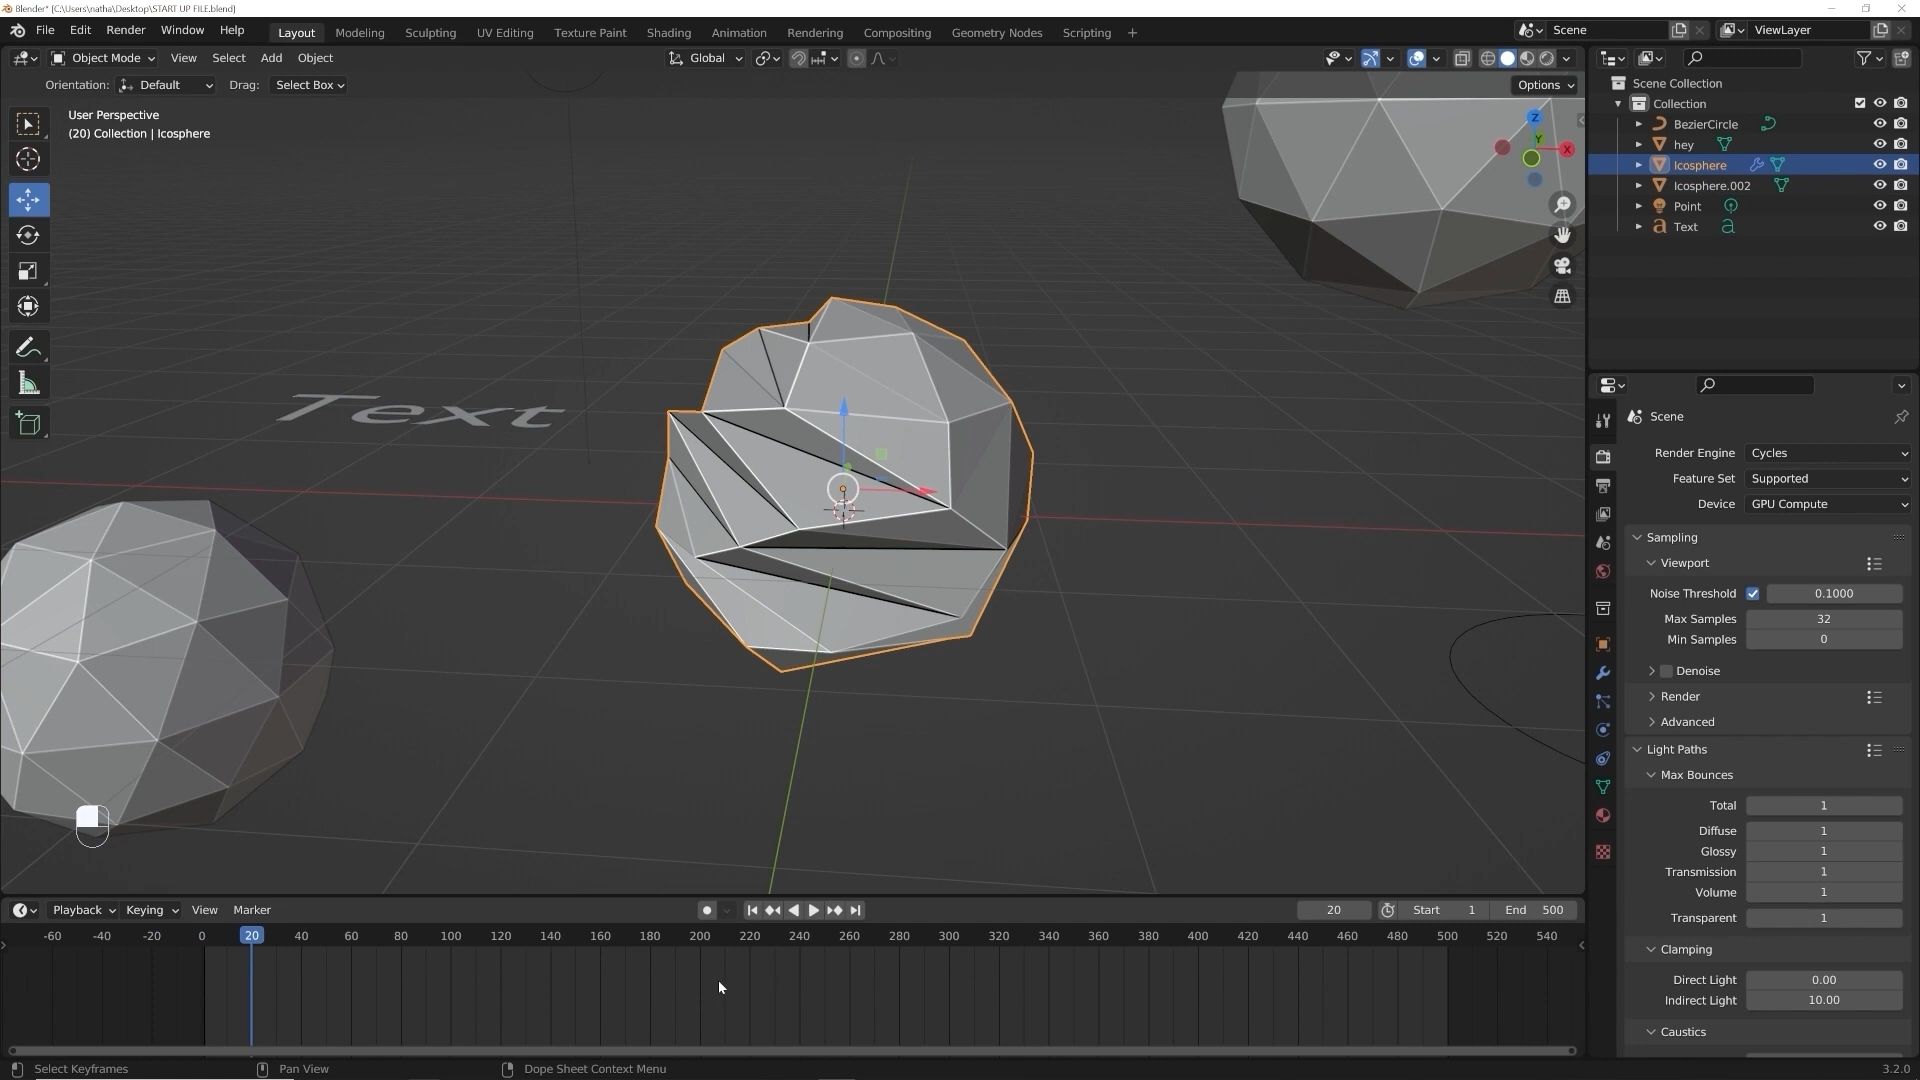 Blender* [C:\Users\natha\Desktop\START UP FILE.blend]
File Edit Render Window Help
Layout Modeling Sculpting UV Editing Texture Paint Shading Animation Rendering Compositing Geometry Nodes Scripting +
Scene
ViewLayer
Object Mode View Select Add Object
Global
Orientation: Default Drag: Select Box
Options
User Perspective
(20) Collection | Icosphere
Text
Z
Y
X
Scene Collection
Collection
BezierCircle
hey
Icosphere
Icosphere.002
Point
Text
Scene
Render Engine Cycles
Feature Set Supported
Device GPU Compute
Sampling
Viewport
Noise Threshold 0.1000
Max Samples 32
Min Samples 0
Denoise
Render
Advanced
Light Paths
Max Bounces
Total 1
Diffuse 1
Glossy 1
Transmission 1
Volume 1
Transparent 1
Clamping
Direct Light 0.00
Indirect Light 10.00
Caustics
Playback Keying View Marker
20 Start 1 End 500
-60 -40 -20 0 20 40 60 80 100 120 140 160 180 200 220 240 260 280 300 320 340 360 380 400 420 440 460 480 500 520 540
Select Keyframes Pan View Dope Sheet Context Menu
3.2.0